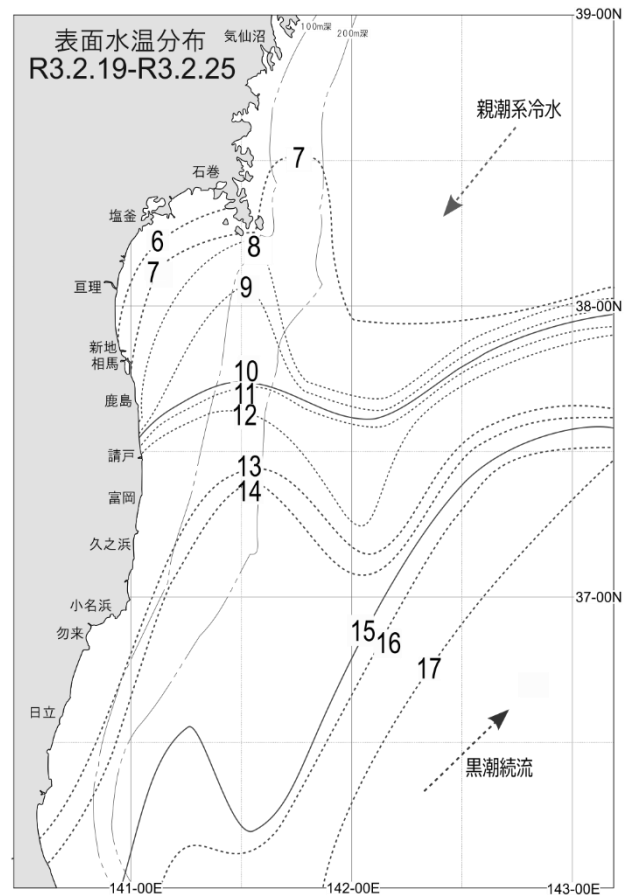 表面水温分布
R3.2.19-R3.2.25
39-00N
気仙沼
100m深
200m深
親潮系冷水
7
石巻
塩釜
6
8
7
亘理
9
38-00N
新地
相馬
10
鹿島
11
12
請戸
13
富岡
14
久之浜
37-00N
小名浜
勿来
15
16
17
日立
黒潮続流
141-00E
142-00E
143-00E